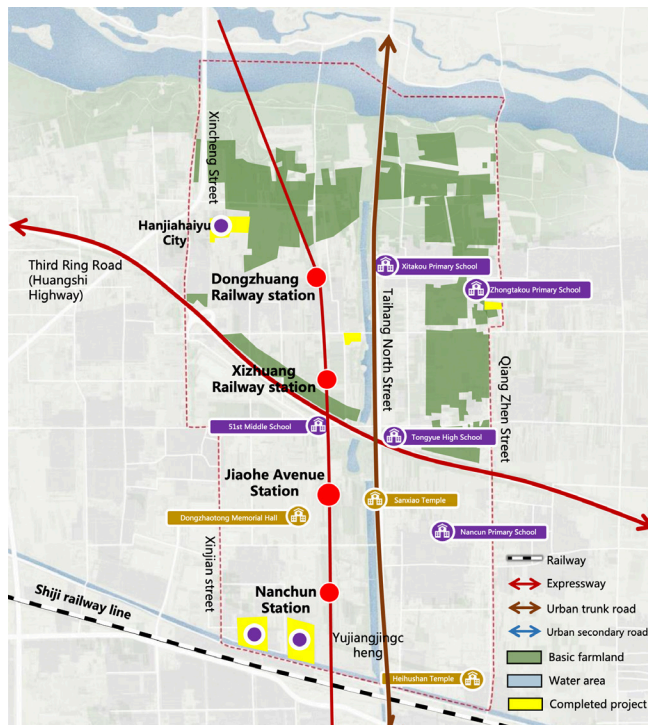 Xincheng Street
Hanjiahaiyu
City
Third Ring Road
(Huangshi
Highway)
Dongzhuang
Railway station
Xitakou Primary School
Zhongtakou Primary School
Taihang North Street
Xizhuang
Railway station
Qiang Zhen Street
51st Middle School
Tongyue High School
Jiaohe Avenue
Station
Sanxiao Temple
Dongzhaotong Memorial Hall
Nancun Primary School
Xinjian street
Nanchun
Station
Shiji railway line
Yujiangjingc
heng
Heihushan Temple
Railway
Expressway
Urban trunk road
Urban secondary road
Basic farmland
Water area
Completed project